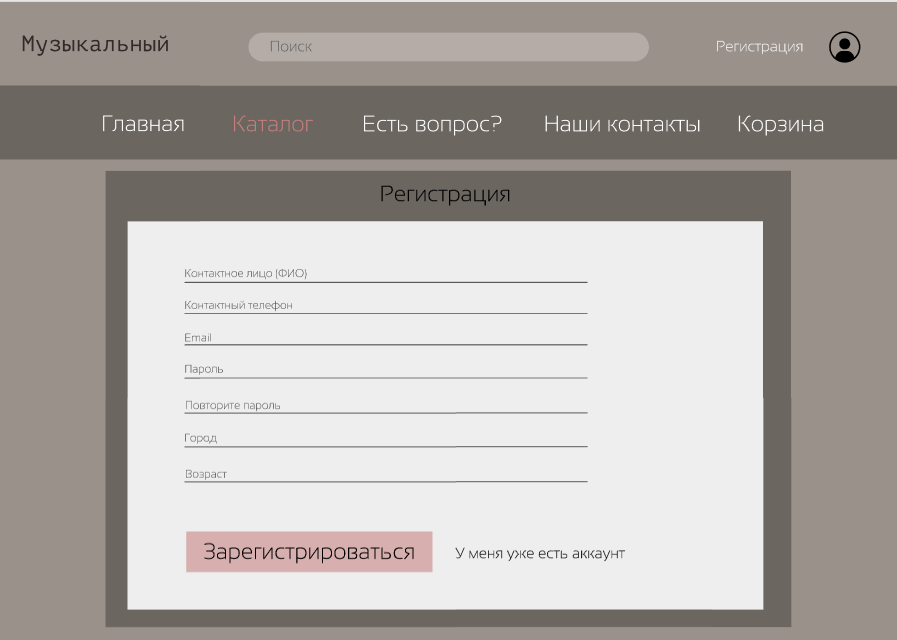 Музыкальный
Поиск
Регистрация
Главная Каталог Есть вопрос? Наши контакты Корзина
Регистрация
Контактное лицо (ФИО)
Контактный телефон
Email
Пароль
Повторите пароль
Город
Возраст
Зарегистрироваться
У меня уже есть аккаунт